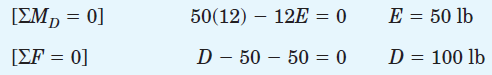 [ΣM_D = 0] 50(12) − 12E = 0 E = 50 lb
[ΣF = 0] D − 50 − 50 = 0 D = 100 lb